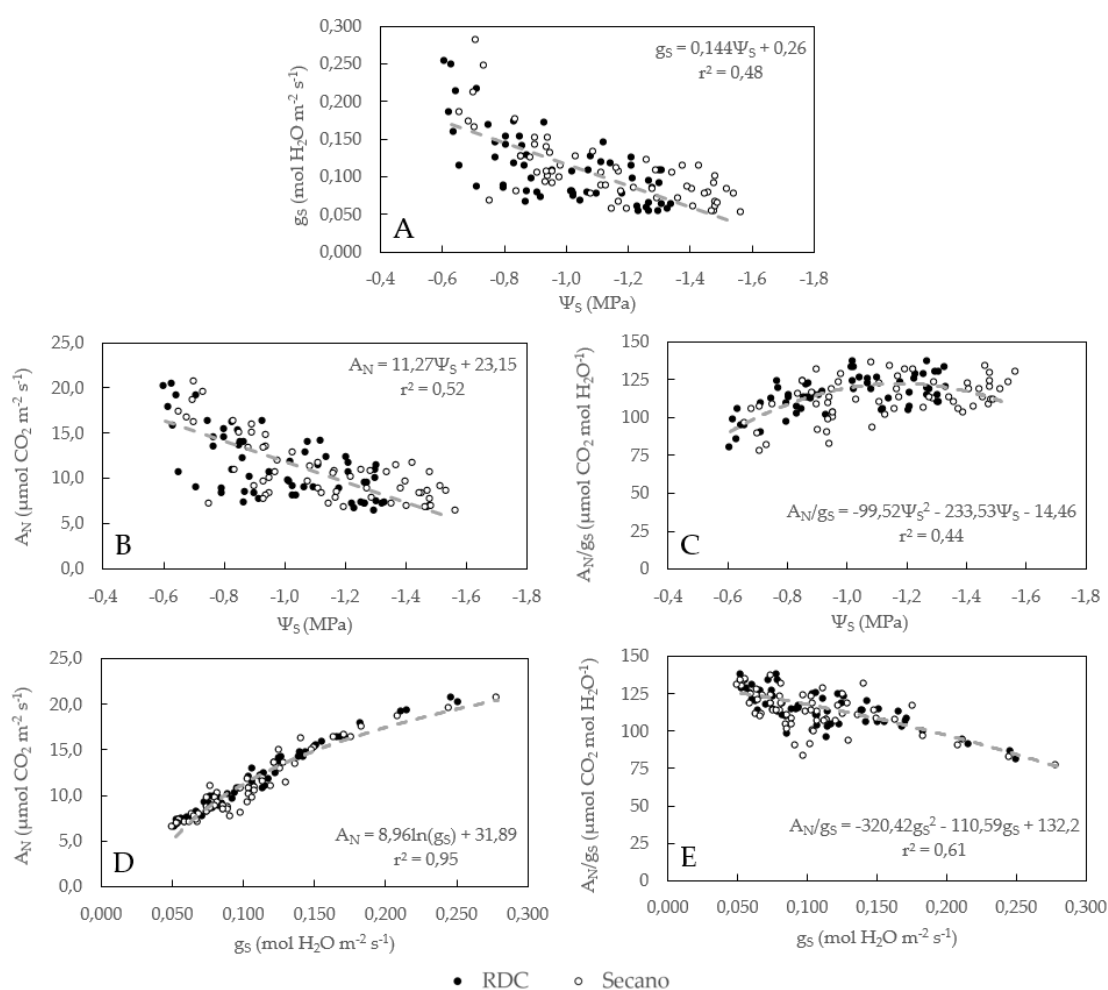 0,300
0,250
0,200
0,150
0,100
0,050
0,000
gS (mol H2O m-2 s-1)
gS = 0,144ΨS + 0,26
r2 = 0,48
A
-0,4 -0,6 -0,8 -1,0 -1,2 -1,4 -1,6 -1,8
ΨS (MPa)
25,0
20,0
15,0
10,0
5,0
0,0
AN (µmol CO2 m-2 s-1)
AN = 11,27ΨS + 23,15
r2 = 0,52
B
-0,4 -0,6 -0,8 -1,0 -1,2 -1,4 -1,6 -1,8
ΨS (MPa)
150
125
100
75
50
25
0
AN/gS (µmol CO2 mol H2O-1)
AN/gS = -99,52ΨS2 - 233,53ΨS - 14,46
r2 = 0,44
C
-0,4 -0,6 -0,8 -1,0 -1,2 -1,4 -1,6 -1,8
ΨS (MPa)
25,0
20,0
15,0
10,0
5,0
0,0
AN (µmol CO2 m-2 s-1)
AN = 8,96ln(gS) + 31,89
r2 = 0,95
D
0,000 0,050 0,100 0,150 0,200 0,250 0,300
gS (mol H2O m-2 s-1)
150
125
100
75
50
25
0
AN/gS (µmol CO2 mol H2O-1)
AN/gS = -320,42gS2 - 110,59gS + 132,2
r2 = 0,61
E
0,000 0,050 0,100 0,150 0,200 0,250 0,300
gS (mol H2O m-2 s-1)
RDC Secano